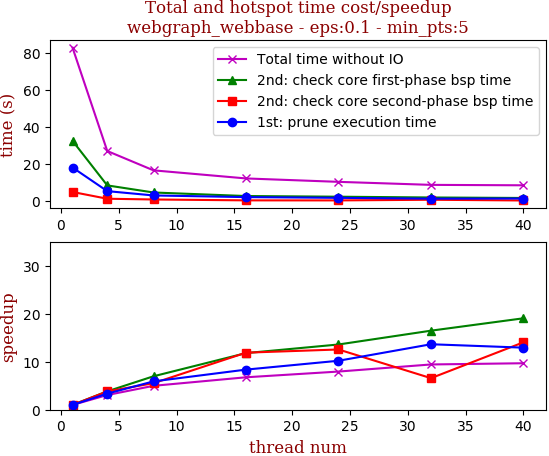 Total and hotspot time cost/speedup
webgraph_webbase - eps:0.1 - min_pts:5
time (s)
80
60
40
20
0
Total time without IO
2nd: check core first-phase bsp time
2nd: check core second-phase bsp time
1st: prune execution time
0 5 10 15 20 25 30 35 40
speedup
30
20
10
0
0 5 10 15 20 25 30 35 40
thread num